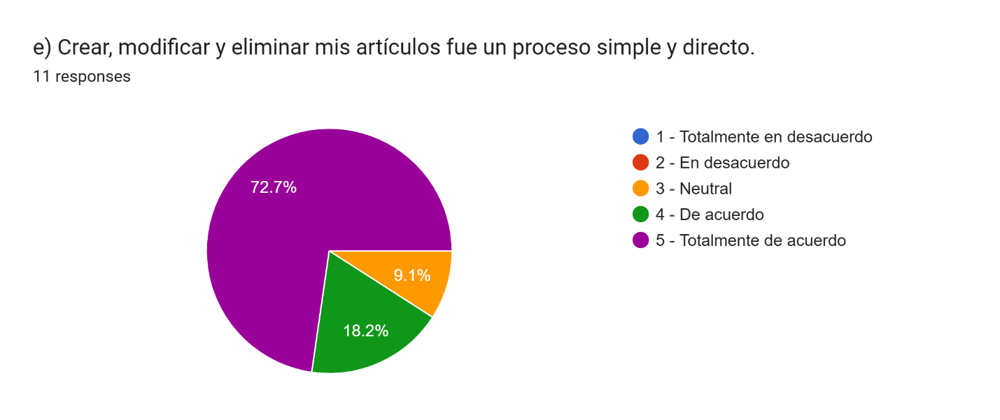 e) Crear, modificar y eliminar mis artículos fue un proceso simple y directo.
11 responses
72.7%
9.1%
18.2%
1 - Totalmente en desacuerdo
2 - En desacuerdo
3 - Neutral
4 - De acuerdo
5 - Totalmente de acuerdo